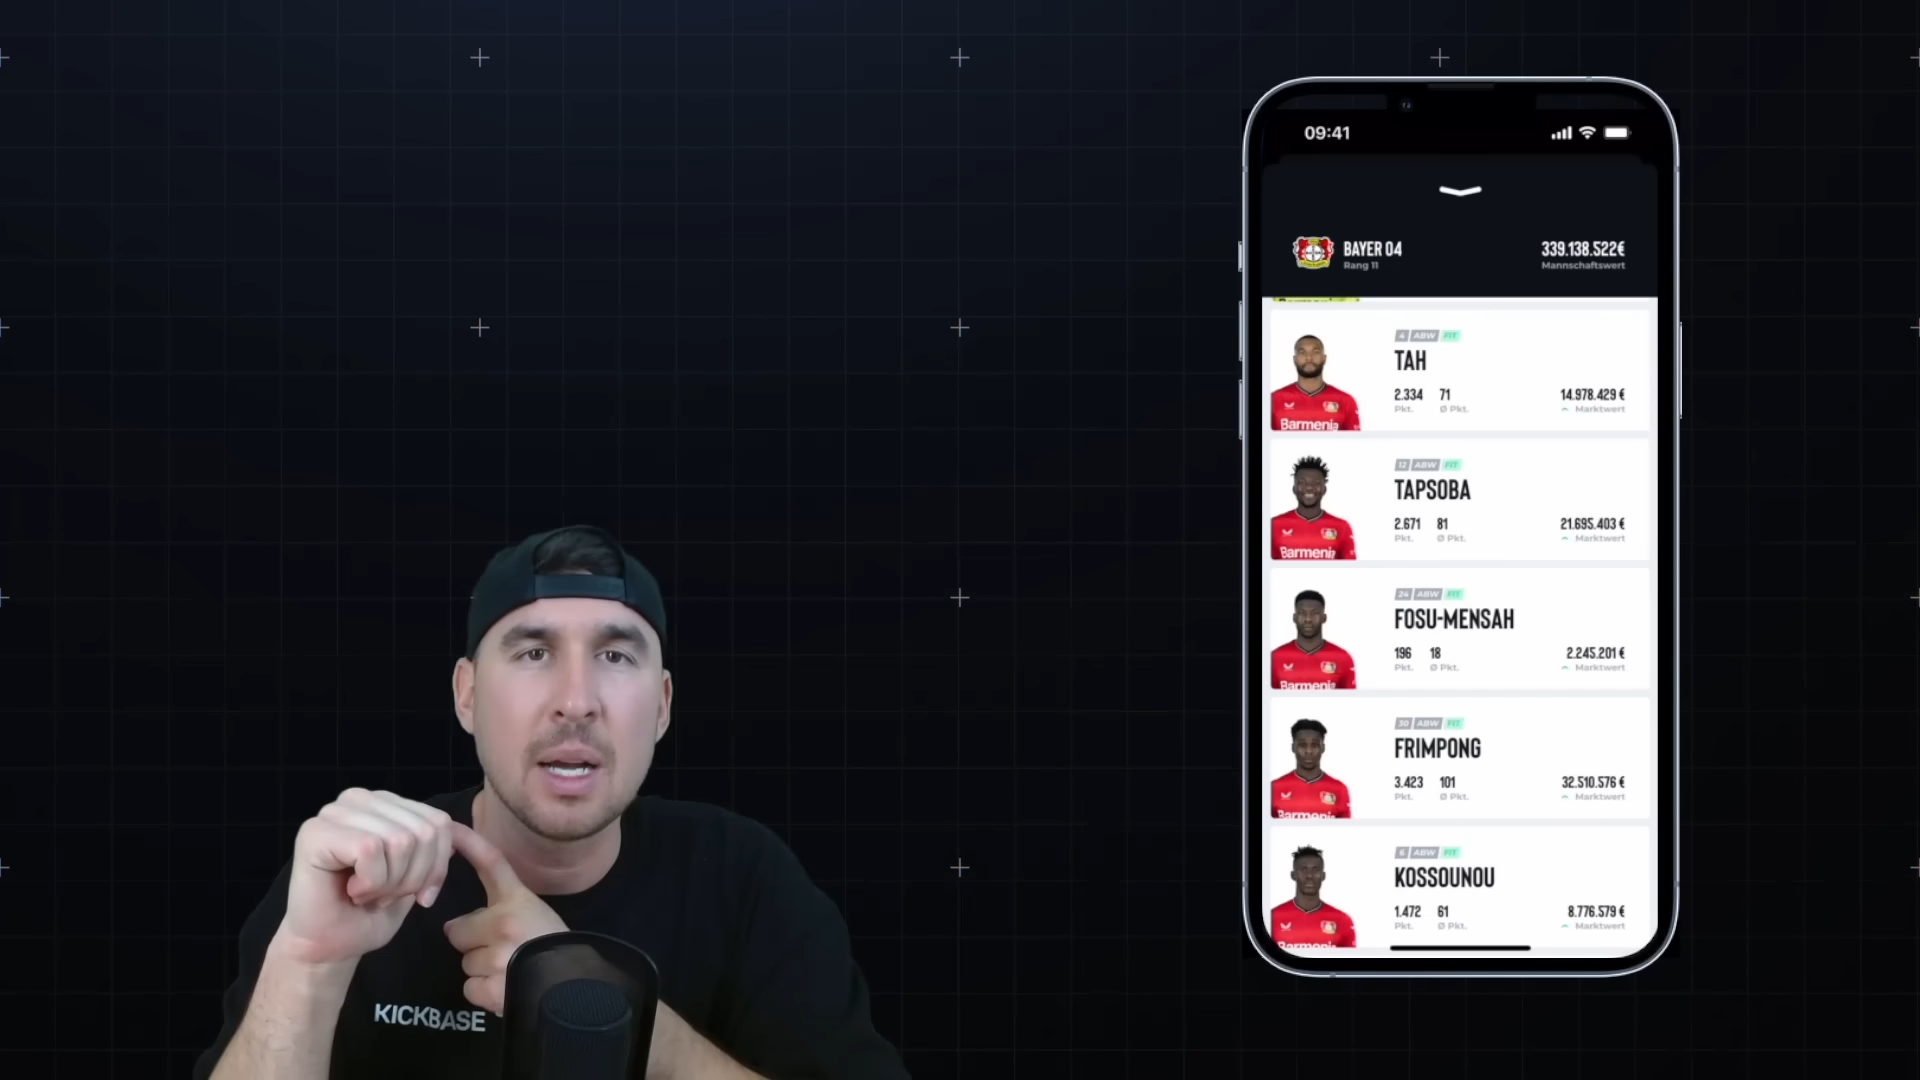 09:41
BAYER 04
Rang 11
339.138.522€
Mannschaftswert
4 ABW FIT
TAH
2.334 71 14.978.429 €
Pkt. Ø Pkt. Marktwert
Barmenia
12 ABW FIT
TAPSOBA
2.671 81 21.695.403 €
Pkt. Ø Pkt. Marktwert
Barmenia
24 ABW FIT
FOSU-MENSAH
196 18 2.245.201 €
Pkt. Ø Pkt. Marktwert
Barmenia
30 ABW FIT
FRIMPONG
3.423 101 32.510.576 €
Pkt. Ø Pkt. Marktwert
Barmenia
6 ABW FIT
KOSSOUNOU
1.472 61 8.776.579 €
Pkt. Ø Pkt. Marktwert
Barmenia
KICKBASE